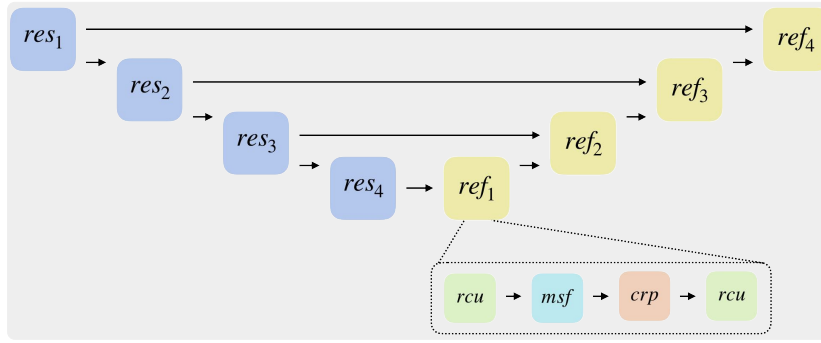 res₁
ref₄
res₂
ref₃
res₃
ref₂
res₄
ref₁
rcu
msf
crp
rcu